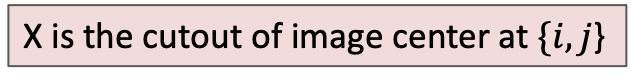 X is the cutout of image center at {i, j}